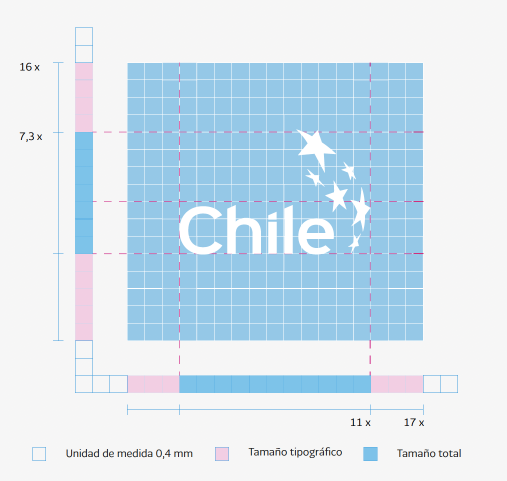 16 x
7,3 x
Chile
11 x
17 x
Unidad de medida 0,4 mm
Tamaño tipográfico
Tamaño total